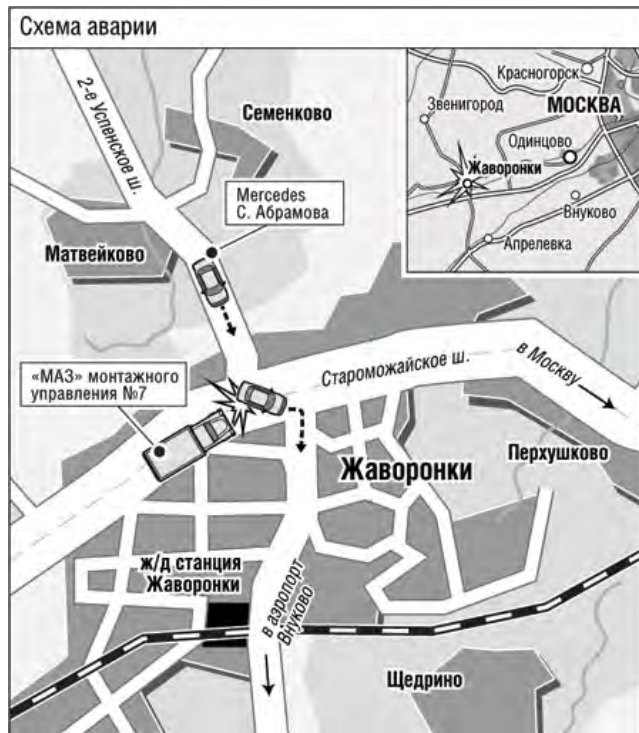 Схема аварии
2-е Успенское ш.
Семенково
Mercedes
С. Абрамова
Матвейково
«МАЗ» монтажного
управления №7
Староможайское ш.
в Москву
Жаворонки
Перхушково
ж/д станция
Жаворонки
в аэропорт
Внуково
Щедрино
Красногорск
Звенигород
МОСКВА
Одинцово
Жаворонки
Внуково
Апрелевка